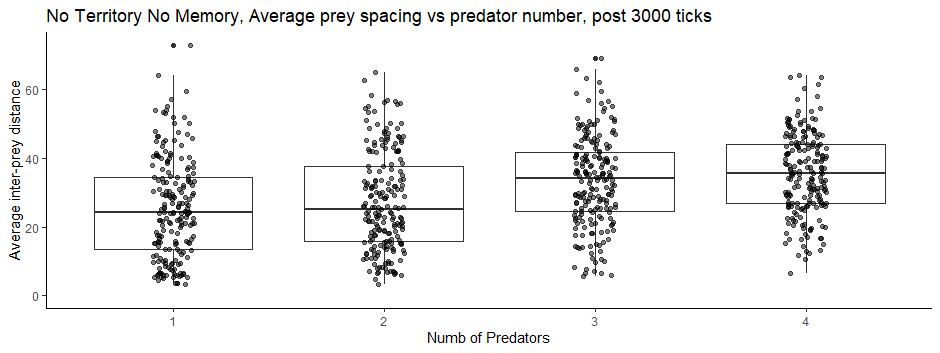 No Territory No Memory, Average prey spacing vs predator number, post 3000 ticks
Average inter-prey distance
60
40
20
0
1 2 3 4
Numb of Predators